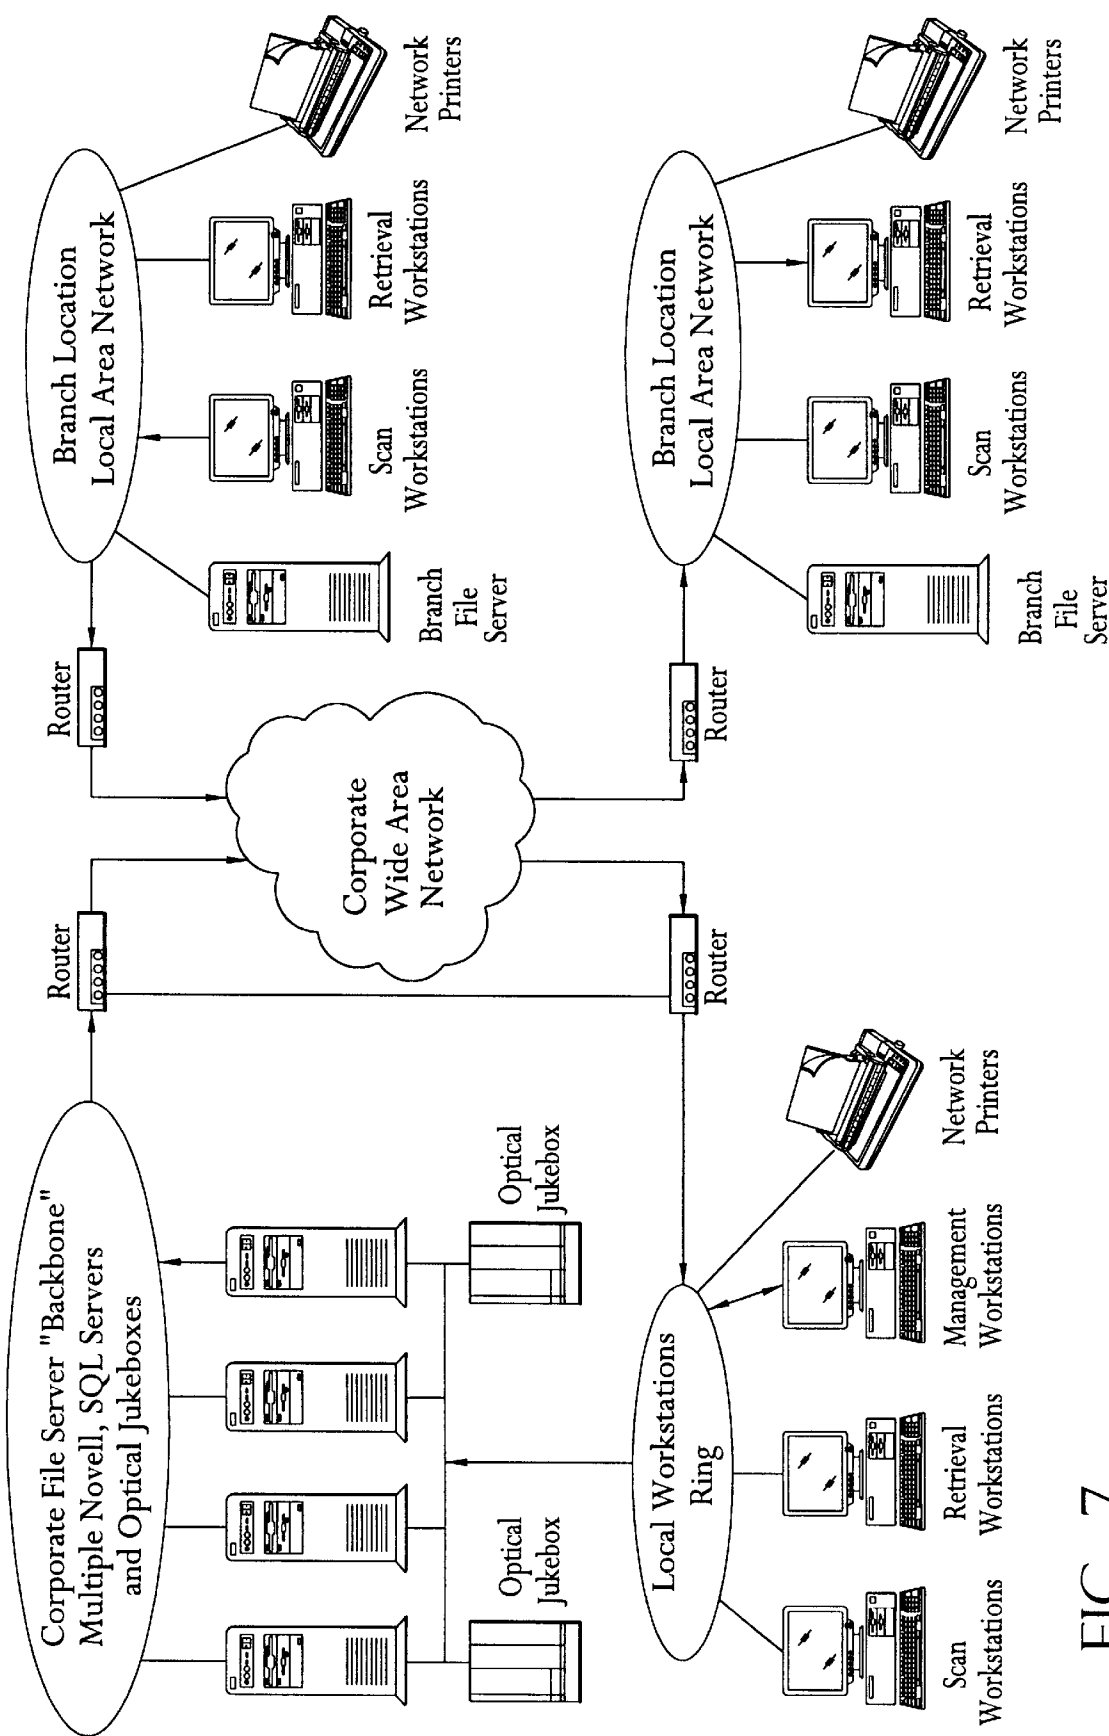 Corporate File Server "Backbone"
Multiple Novell, SQL Servers
and Optical Jukeboxes
Router
Router
Branch Location
Local Area Network
Optical
Jukebox
Optical
Jukebox
Corporate
Wide Area
Network
Branch
File
Server
Scan
Workstations
Retrieval
Workstations
Network
Printers
Local Workstations
Ring
Router
Router
Branch Location
Local Area Network
Scan
Workstations
Retrieval
Workstations
Management
Workstations
Network
Printers
Branch
File
Server
Scan
Workstations
Retrieval
Workstations
Network
Printers
FIG. 7